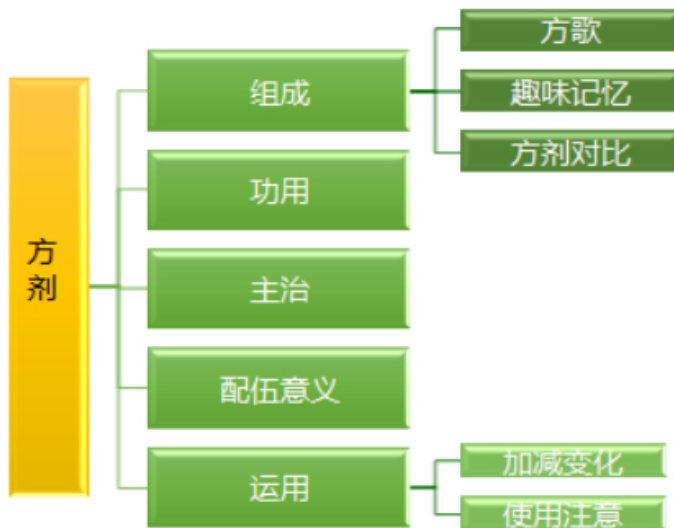 方剂
组成
方歌
趣味记忆
方剂对比
功用
主治
配伍意义
运用
加减变化
使用注意